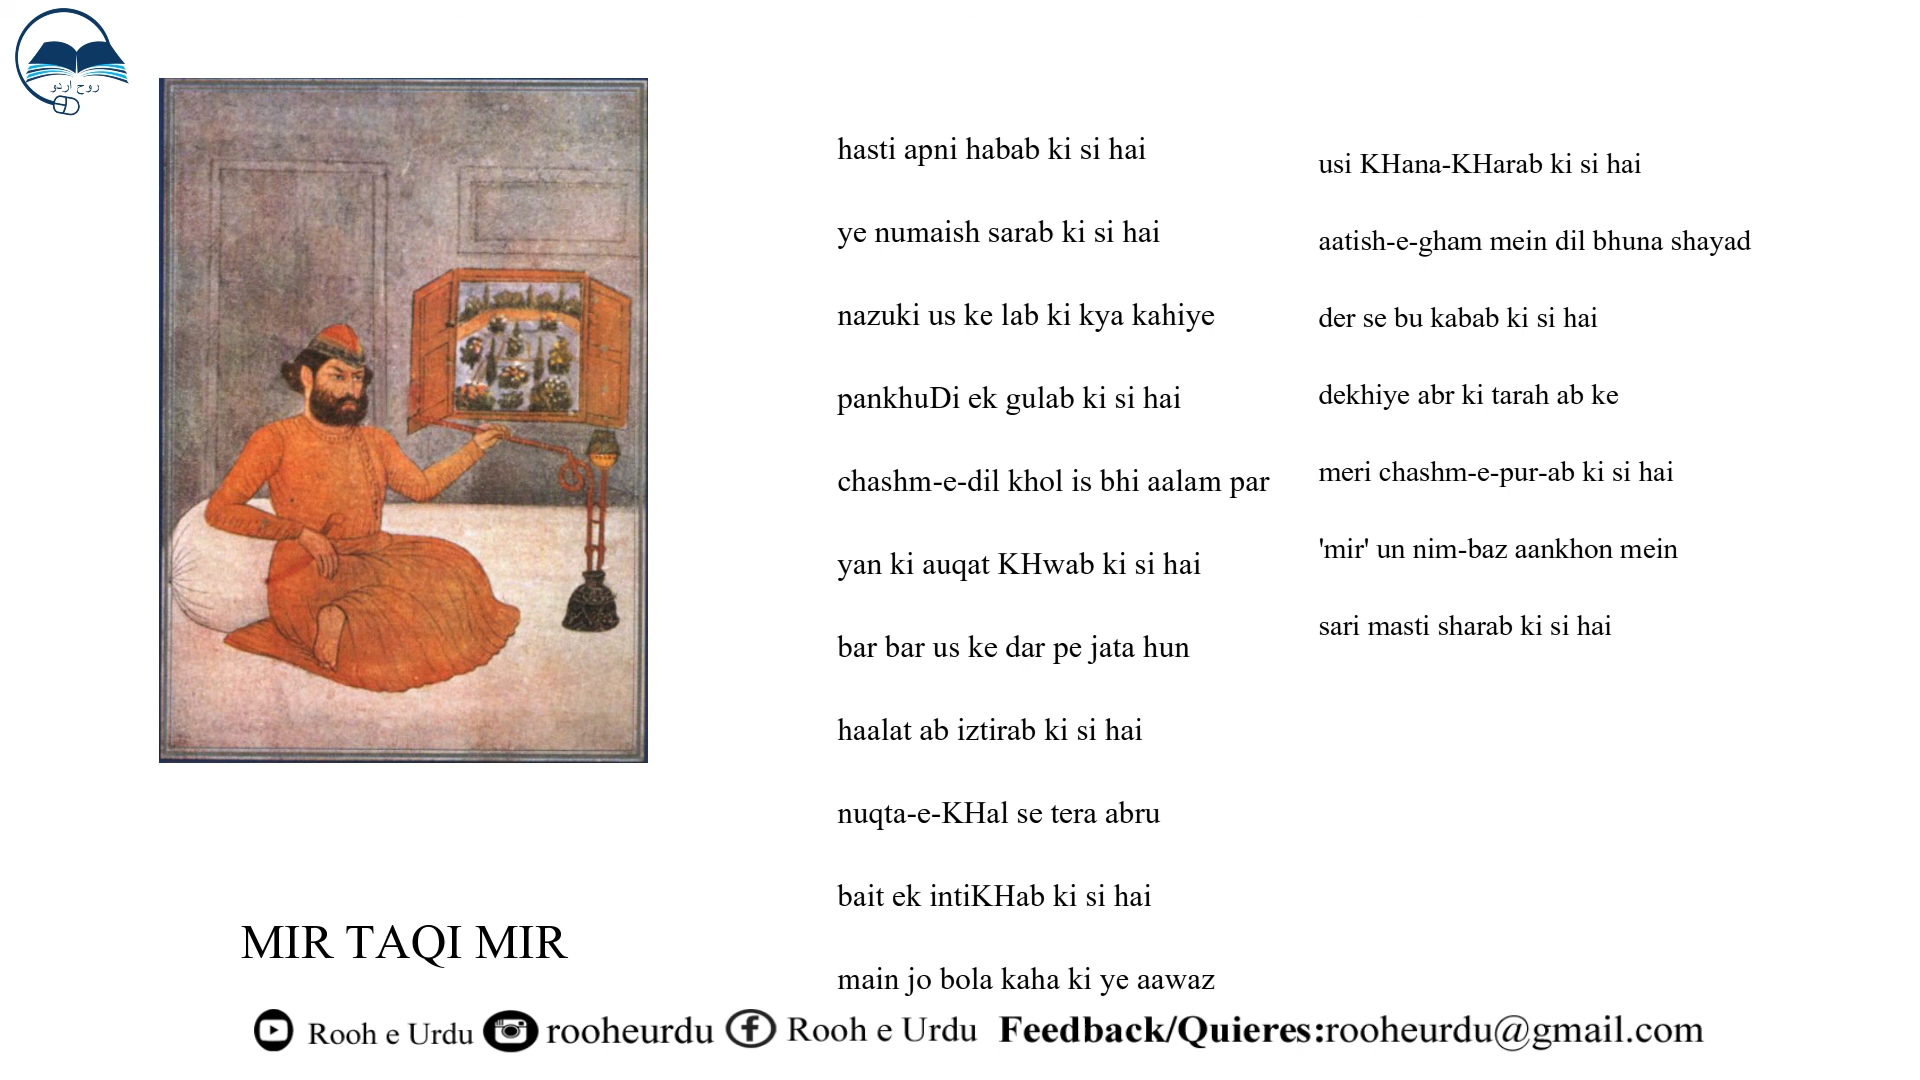 روح اردو
hasti apni habab ki si hai
ye numaish sarab ki si hai
nazuki us ke lab ki kya kahiye
pankhuDi ek gulab ki si hai
chashm-e-dil khol is bhi aalam par
yan ki auqat KHwab ki si hai
bar bar us ke dar pe jata hun
haalat ab iztirab ki si hai
nuqta-e-KHal se tera abru
bait ek intiKHab ki si hai
main jo bola kaha ki ye aawaz
usi KHana-KHarab ki si hai
aatish-e-gham mein dil bhuna shayad
der se bu kabab ki si hai
dekhiye abr ki tarah ab ke
meri chashm-e-pur-ab ki si hai
'mir' un nim-baz aankhon mein
sari masti sharab ki si hai
MIR TAQI MIR
Rooh e Urdu rooheurdu Rooh e Urdu Feedback/Quieres:rooheurdu@gmail.com